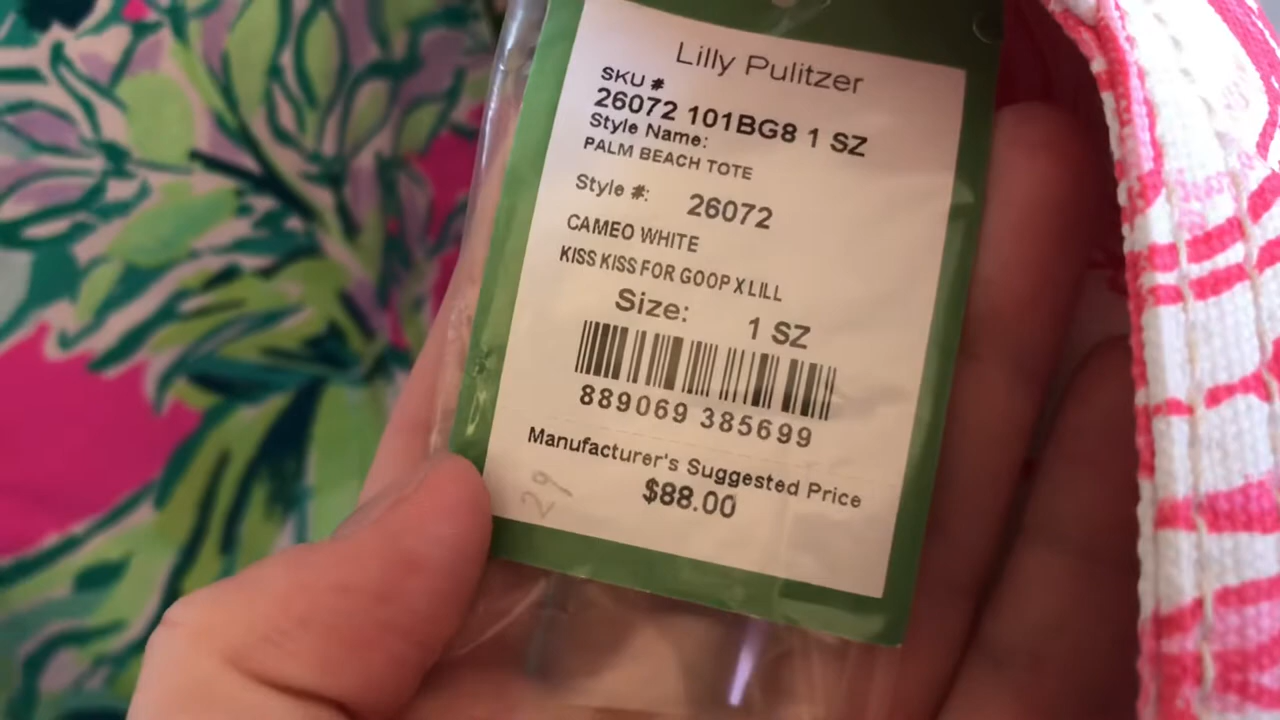 Lilly Pulitzer
SKU #
26072 101BG8 1 SZ
Style Name:
PALM BEACH TOTE
Style #: 26072
CAMEO WHITE
KISS KISS FOR GOOP X LILL
Size: 1 SZ
889069 385699
Manufacturer's Suggested Price
$88.00
29